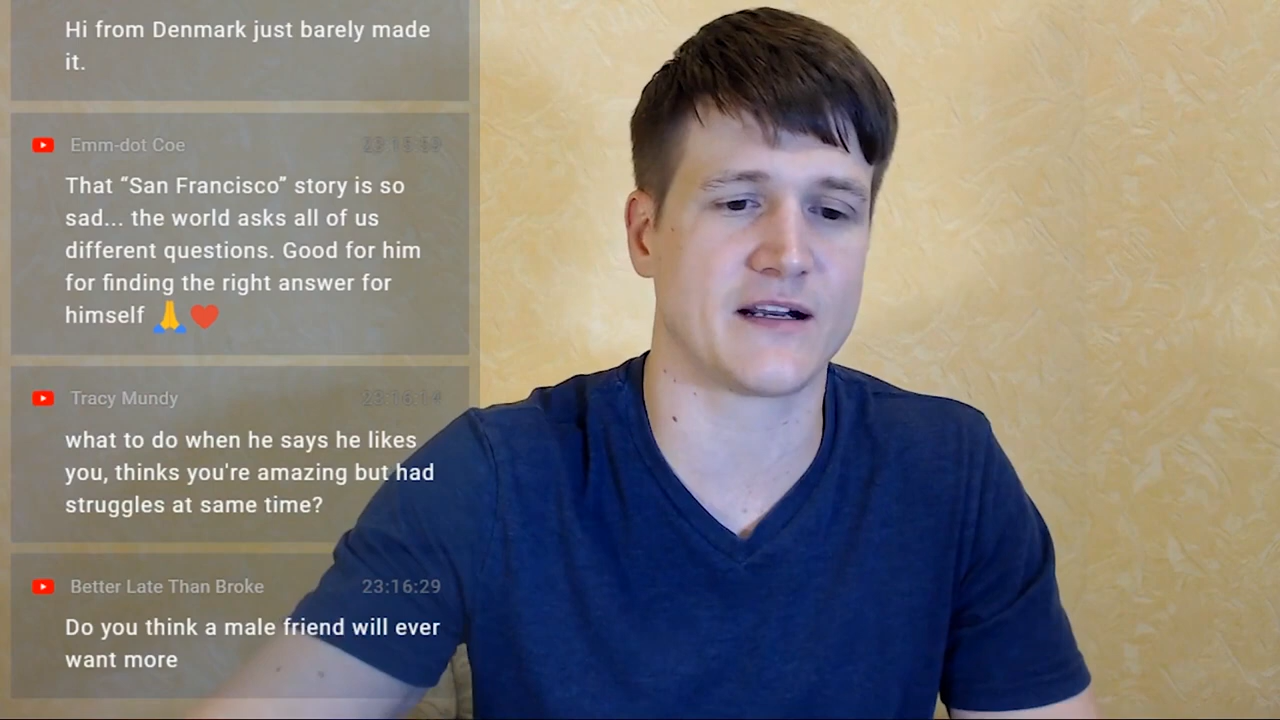 Hi from Denmark just barely made
it.
Emm-dot Coe
That “San Francisco” story is so
sad... the world asks all of us
different questions. Good for him
for finding the right answer for
himself 🙏❤️
Tracy Mundy
what to do when he says he likes
you, thinks you're amazing but had
struggles at same time?
Better Late Than Broke 23:16:29
Do you think a male friend will ever
want more